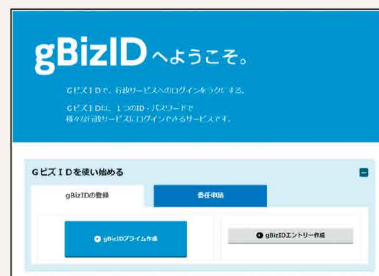 gBizIDへようこそ。
GビズIDで、行政サービスへのログインをラクにする。
GビズIDは、1つのID・パスワードで
様々な行政サービスにログインできるサービスです。
GビズIDを使い始める
gBizIDの登録
委任申請
gBizIDプライム作成
gBizIDエントリー作成